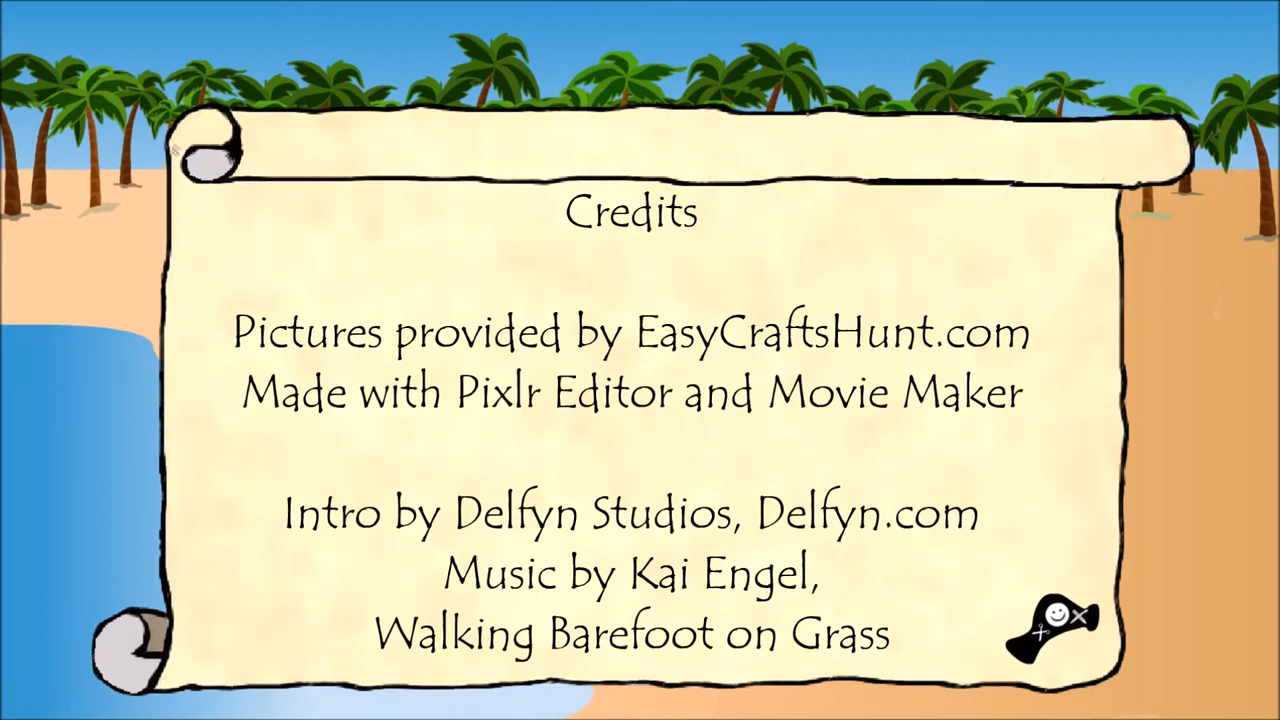 Credits
Pictures provided by EasyCraftsHunt.com
Made with Pixlr Editor and Movie Maker
Intro by Delfyn Studios, Delfyn.com
Music by Kai Engel,
Walking Barefoot on Grass